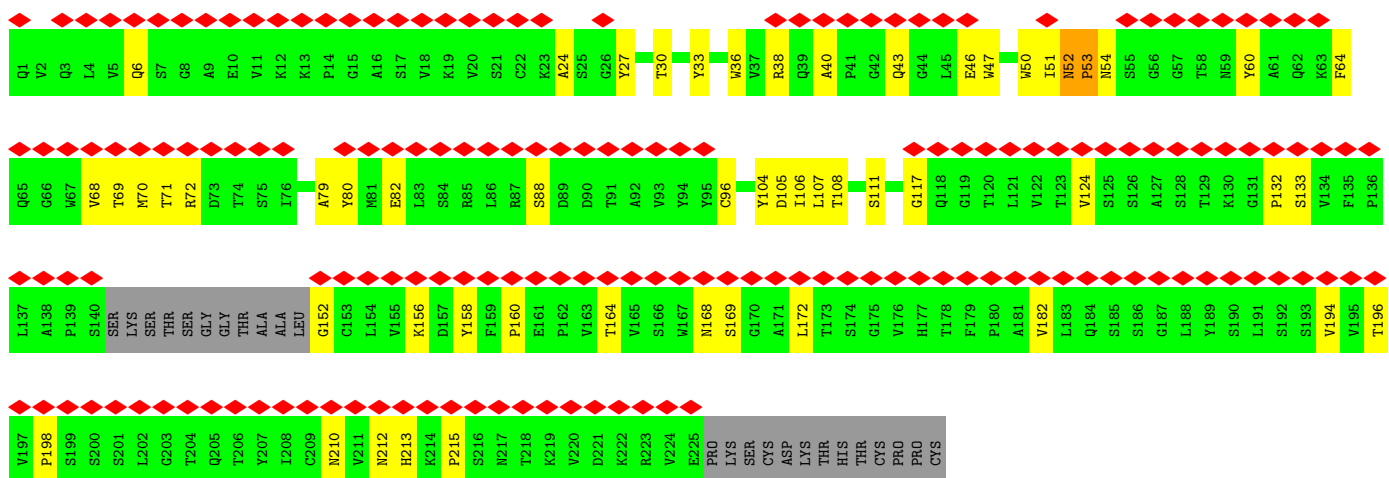 Q1 V2 Q3 L4 V5 Q6 S7 G8 A9 E10 V11 K12 K13 P14 G15 A16 S17 V18 K19 V20 S21 C22 K23 A24 S25 G26 Y27 T30 Y33 W36 V37 R38 Q39 A40 P41 G42 Q43 G44 L45 E46 W47 W50 I51 N52 P53 N54 S55 G56 G57 T58 N59 Y60 A61 Q62 K63 F64
Q65 G66 W67 V68 T69 M70 T71 R72 D73 T74 S75 I76 A79 Y80 M81 E82 L83 S84 R85 L86 R87 S88 D89 D90 T91 A92 V93 Y94 Y95 C96 Y104 D105 I106 L107 T108 S111 G117 Q118 G119 T120 L121 V122 T123 V124 S125 S126 A127 S128 T129 K130 G131 P132 S133 V134 F135 P136
L137 A138 P139 S140 SER LYS SER THR SER GLY GLY THR ALA ALA LEU G152 C153 L154 V155 K156 D157 Y158 F159 P160 E161 P162 V163 T164 V165 S166 W167 N168 S169 G170 A171 L172 T173 S174 G175 V176 H177 T178 F179 P180 A181 V182 L183 Q184 S185 S186 G187 L188 Y189 S190 L191 S192 S193 V194 V195 T196
V197 P198 S199 S200 S201 L202 G203 T204 Q205 T206 Y207 I208 C209 N210 V211 N212 H213 K214 P215 S216 N217 T218 K219 V220 D221 K222 R223 V224 E225 PRO LYS SER CYS ASP LYS THR HIS THR CYS PRO PRO CYS